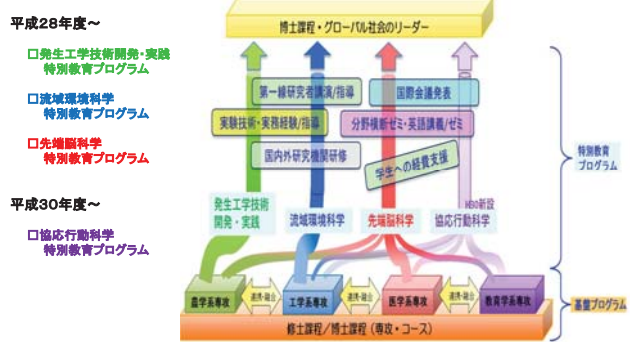 平成28年度～
□発生工学技術開発・実践
特別教育プログラム
□流域環境科学
特別教育プログラム
□先端脳科学
特別教育プログラム
平成30年度～
□協応行動科学
特別教育プログラム
博士課程・グローバル社会のリーダー
第一線研究者講演/指導
国際会議発表
実験技術・実務経験/指導
分野横断ゼミ・英語講義/ゼミ
国内外研究機関研修
学生への経費支援
特別教育
プログラム
発生工学技術
開発・実践
流域環境科学
先端脳科学
H30新設
協応行動科学
農学系専攻
連携・融合
工学系専攻
連携・融合
医学系専攻
連携・融合
教育学系専攻
基盤プログラム
修士課程/博士課程（専攻・コース）